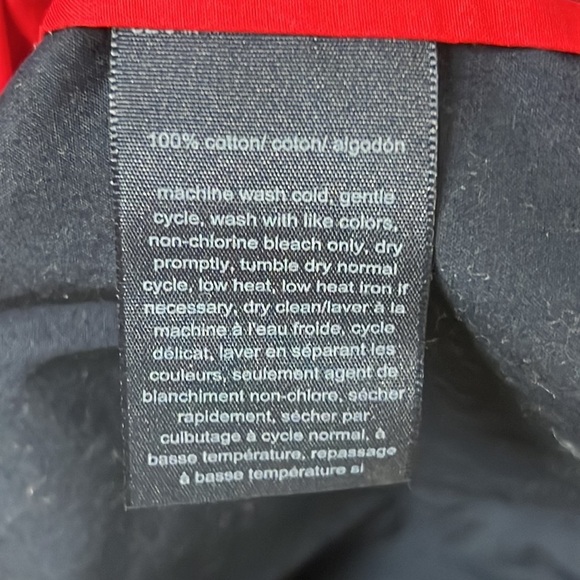 100% cotton/ coton/ algodón
machine wash cold, gentle
cycle, wash with like colors,
non-chlorine bleach only, dry
promptly, tumble dry normal
cycle, low heat, low heat iron if
necessary, dry clean/laver à la
machine à l'eau froide, cycle
délicat, laver en séparant les
couleurs, seulement agent de
blanchiment non-chlore, sécher
rapidement, sécher par
culbutage à cycle normal, à
basse température, repassage
à basse température si